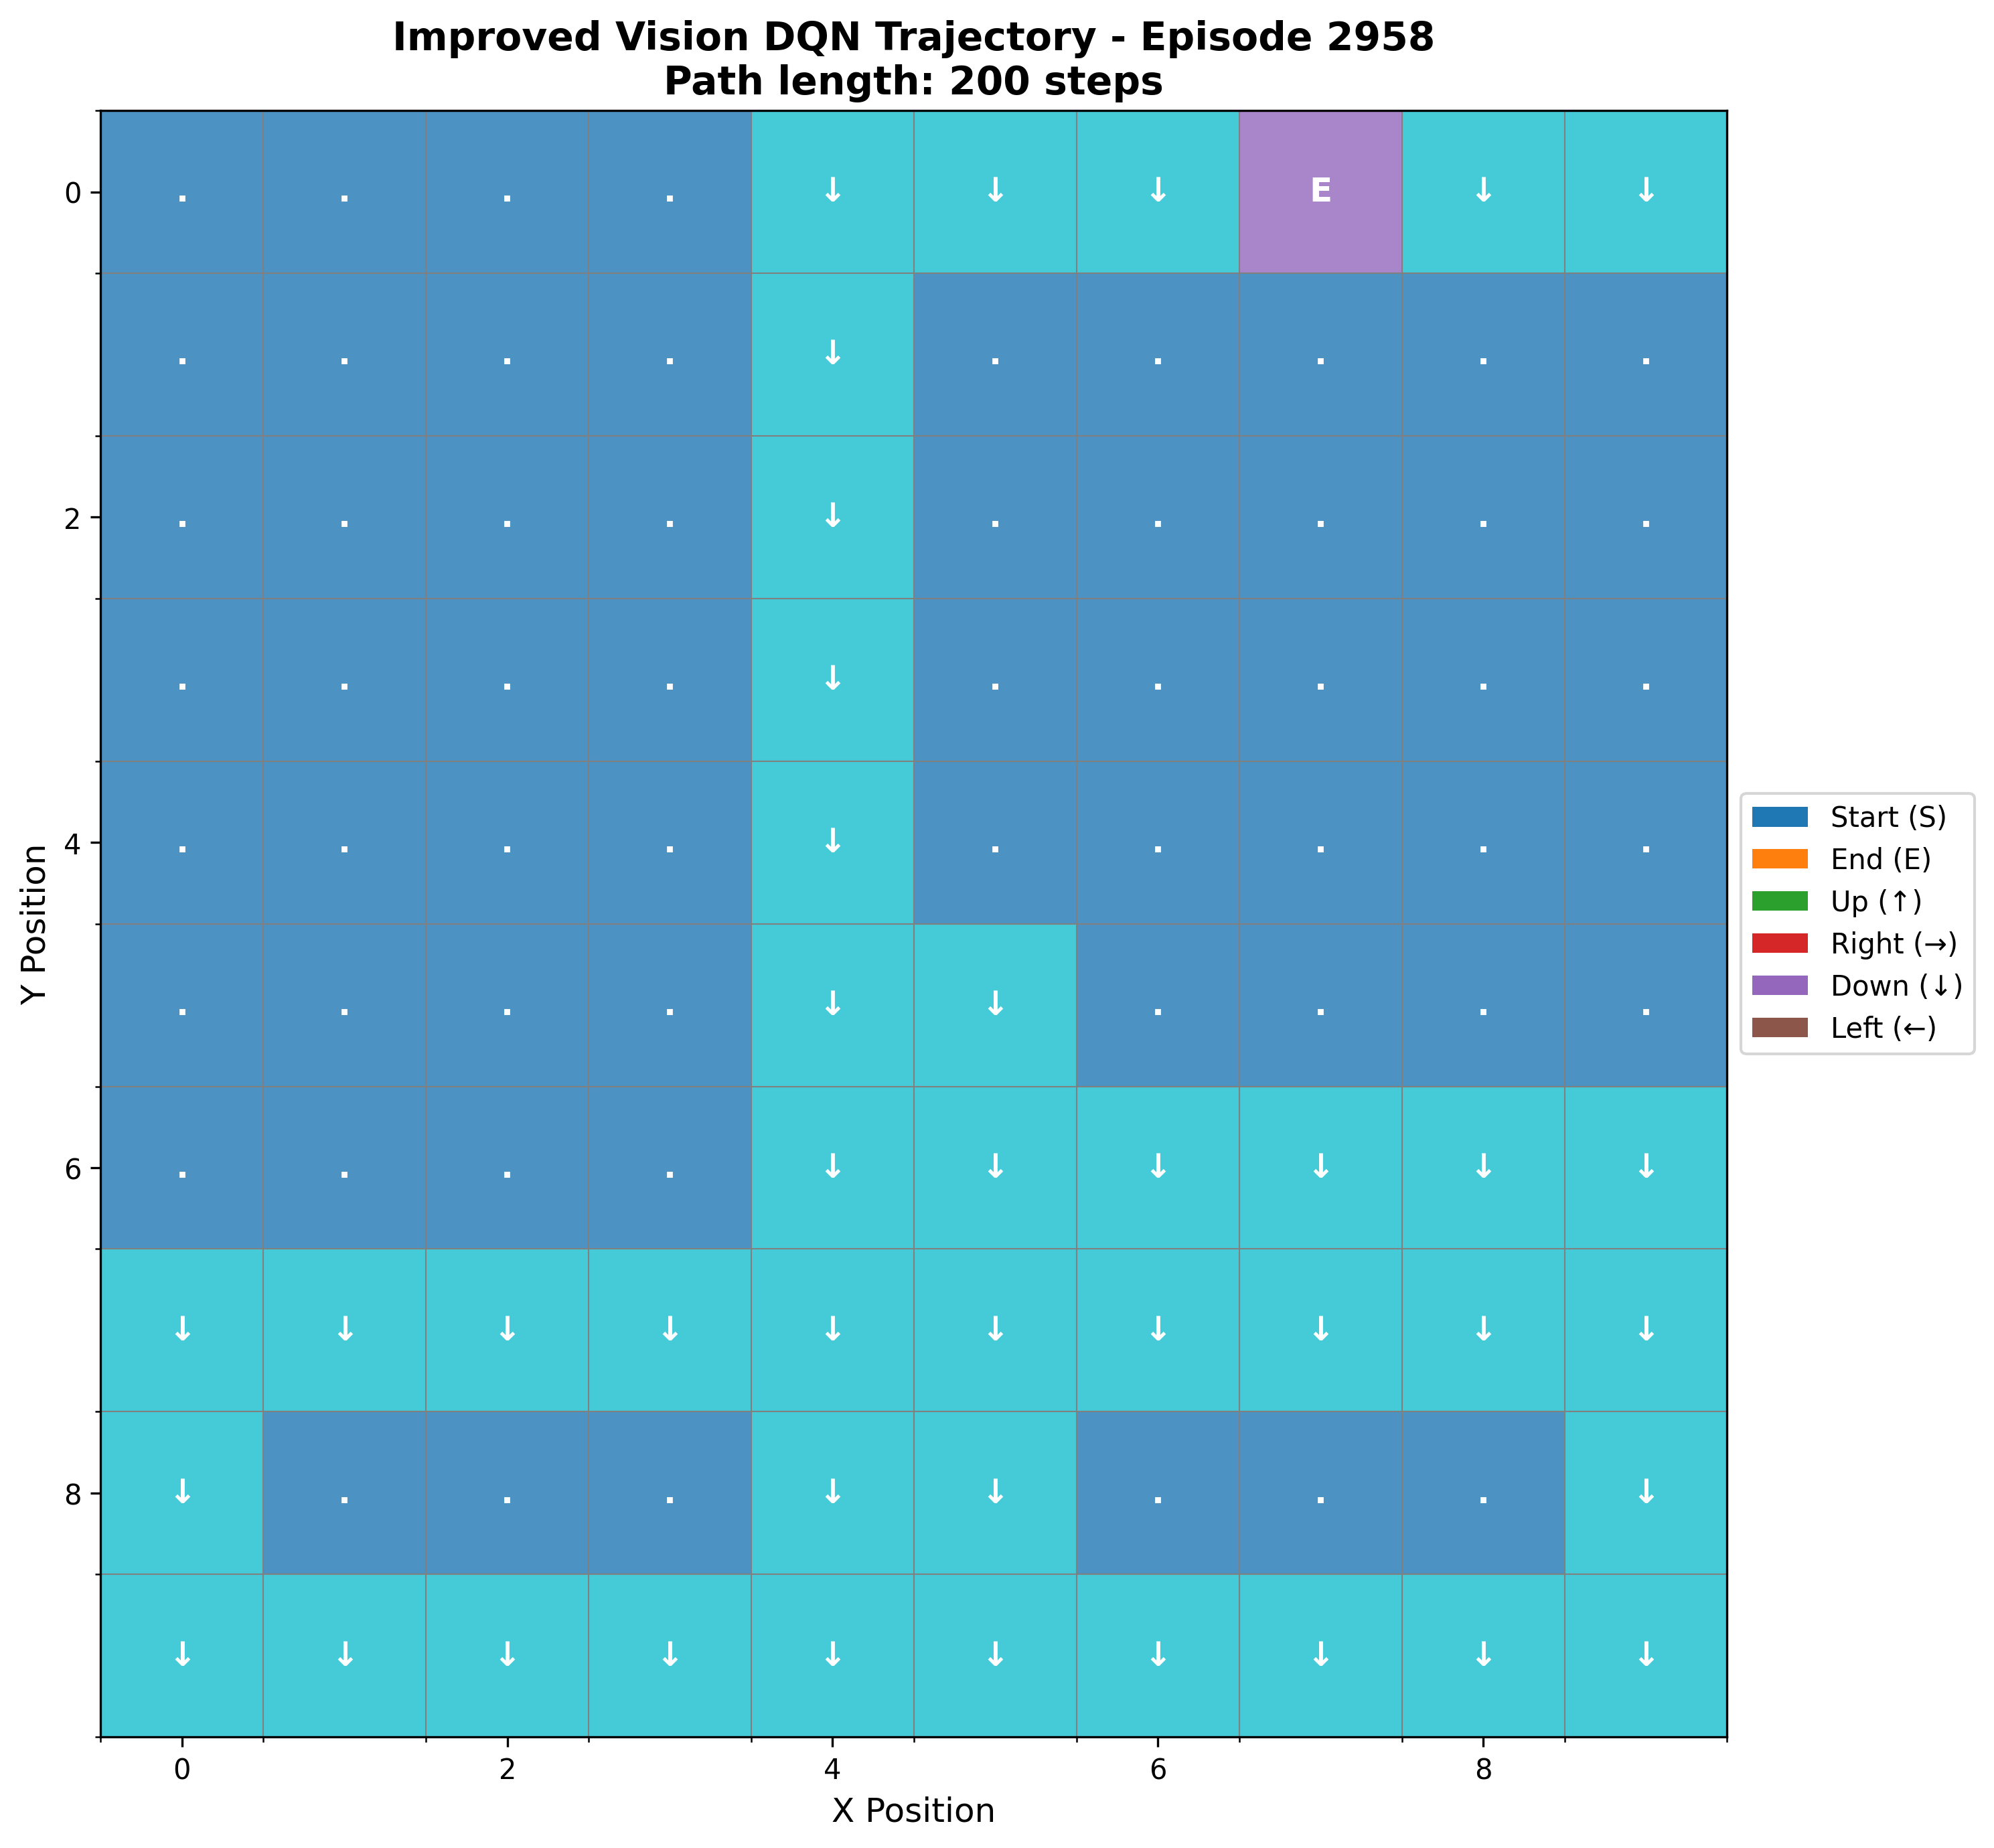 Improved Vision DQN Trajectory - Episode 2958
Path length: 200 steps
0 . . . . ↓ ↓ ↓ E ↓ ↓
. . . . ↓ . . . . .
2 . . . . ↓ . . . . .
. . . . ↓ . . . . .
4 . . . . ↓ . . . . .
. . . . ↓ ↓ . . . .
6 . . . . ↓ ↓ ↓ ↓ ↓ ↓
↓ ↓ ↓ ↓ ↓ ↓ ↓ ↓ ↓ ↓
8 ↓ . . . ↓ ↓ . . . ↓
↓ ↓ ↓ ↓ ↓ ↓ ↓ ↓ ↓ ↓
0 2 4 6 8
X Position
Y Position
Start (S)
End (E)
Up (↑)
Right (→)
Down (↓)
Left (←)